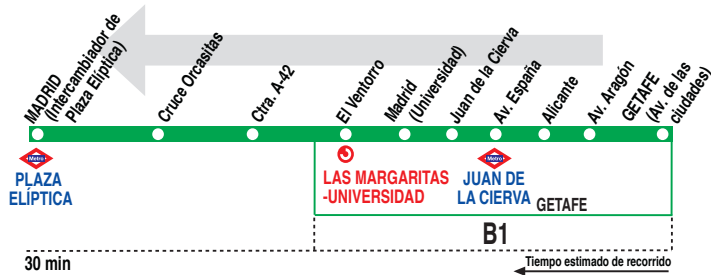 MADRID
(Intercambiador de
Plaza Elíptica)
Cruce Orcasitas
Ctra. A-42
El Ventorro
Madrid
(Universidad)
Juan de la Cierva
Av. España
Alicante
Av. Aragón
GETAFE
(Av. de las
ciudades)
Metro
PLAZA
ELÍPTICA
LAS MARGARITAS
-UNIVERSIDAD
Metro
JUAN DE
LA CIERVA
GETAFE
B1
30 min
Tiempo estimado de recorrido